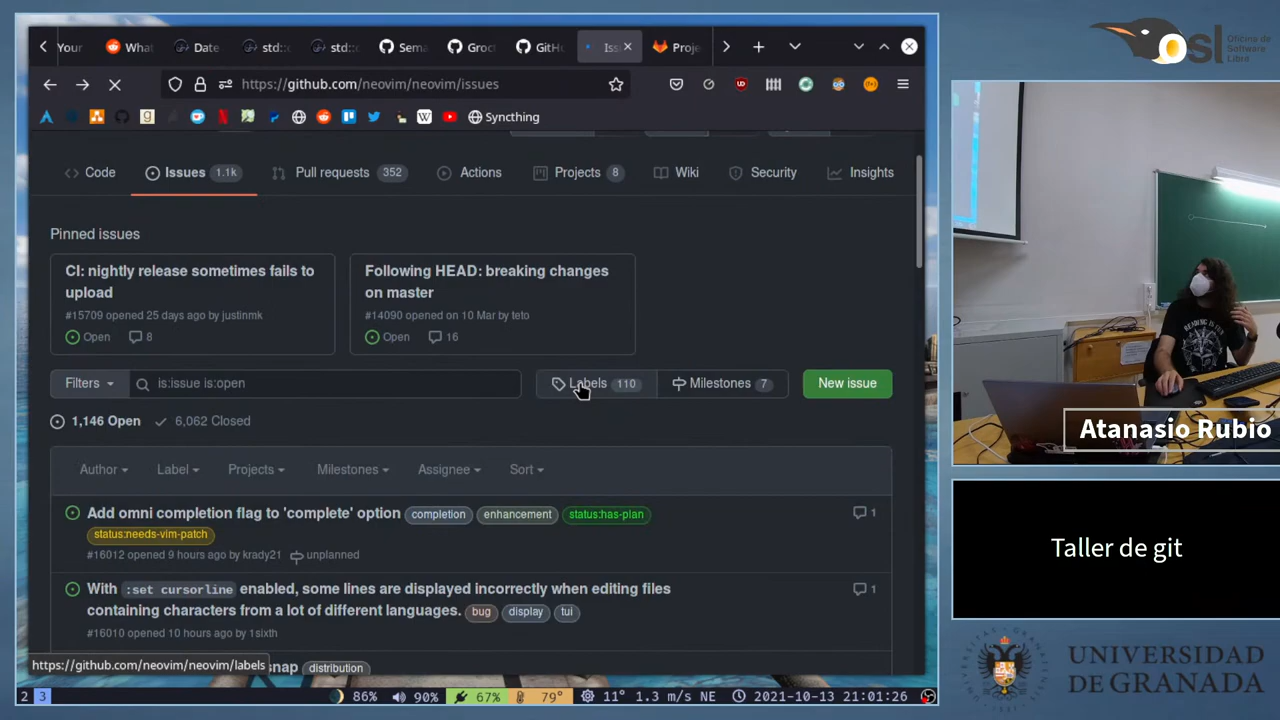 Your
What
Date
std::
std::
Sema
Groc
GitH
Iss
Proje
https://github.com/neovim/neovim/issues
Syncthing
Code
Issues 1.1k
Pull requests 352
Actions
Projects 8
Wiki
Security
Insights
Pinned issues
CI: nightly release sometimes fails to
upload
#15709 opened 25 days ago by justinmk
Open 8
Following HEAD: breaking changes
on master
#14090 opened on 10 Mar by teto
Open 16
Filters
is:issue is:open
Labels 110
Milestones 7
New issue
1,146 Open 6,062 Closed
Author Label Projects Milestones Assignee Sort
Add omni completion flag to 'complete' option completion enhancement status:has-plan 1
status:needs-vim-patch
#16012 opened 9 hours ago by krady21 unplanned
With :set cursorline enabled, some lines are displayed incorrectly when editing files 1
containing characters from a lot of different languages. bug display tui
#16010 opened 10 hours ago by 1sixth
https://github.com/neovim/neovim/labels
snap distribution
2 3 86% 90% 67% 79° 11° 1.3 m/s NE 2021-10-13 21:01:26
osl Oficina de
Software
Libre
READING IS FUN
Atanasio Rubio
Taller de git
UNIVERSIDAD
DE GRANADA